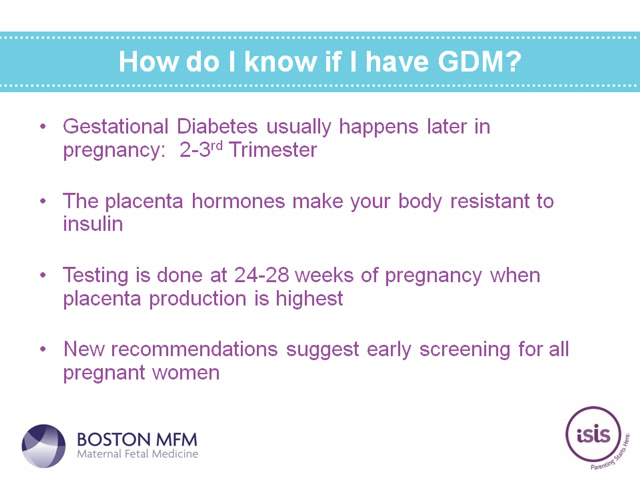 How do I know if I have GDM?
• Gestational Diabetes usually happens later in
pregnancy:  2-3rd Trimester
• The placenta hormones make your body resistant to
insulin
• Testing is done at 24-28 weeks of pregnancy when
placenta production is highest
• New recommendations suggest early screening for all
pregnant women
BOSTON MFM
Maternal Fetal Medicine
isis
Parenting Starts Here.